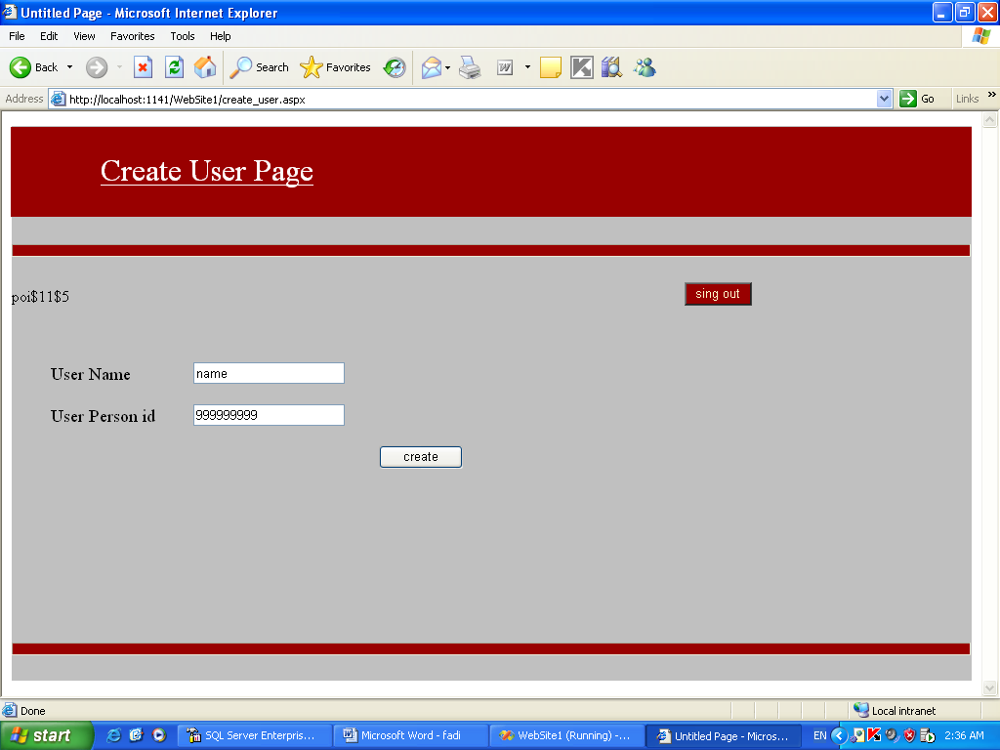 Untitled Page - Microsoft Internet Explorer
File Edit View Favorites Tools Help
Back Search Favorites
Address http://localhost:1141/WebSite1/create_user.aspx Go Links »
Create User Page
poi$11$5 sing out
User Name name
User Person id 999999999
create
Done Local intranet
start SQL Server Enterpris... Microsoft Word - fadi WebSite1 (Running) -... Untitled Page - Micros... EN 2:36 AM